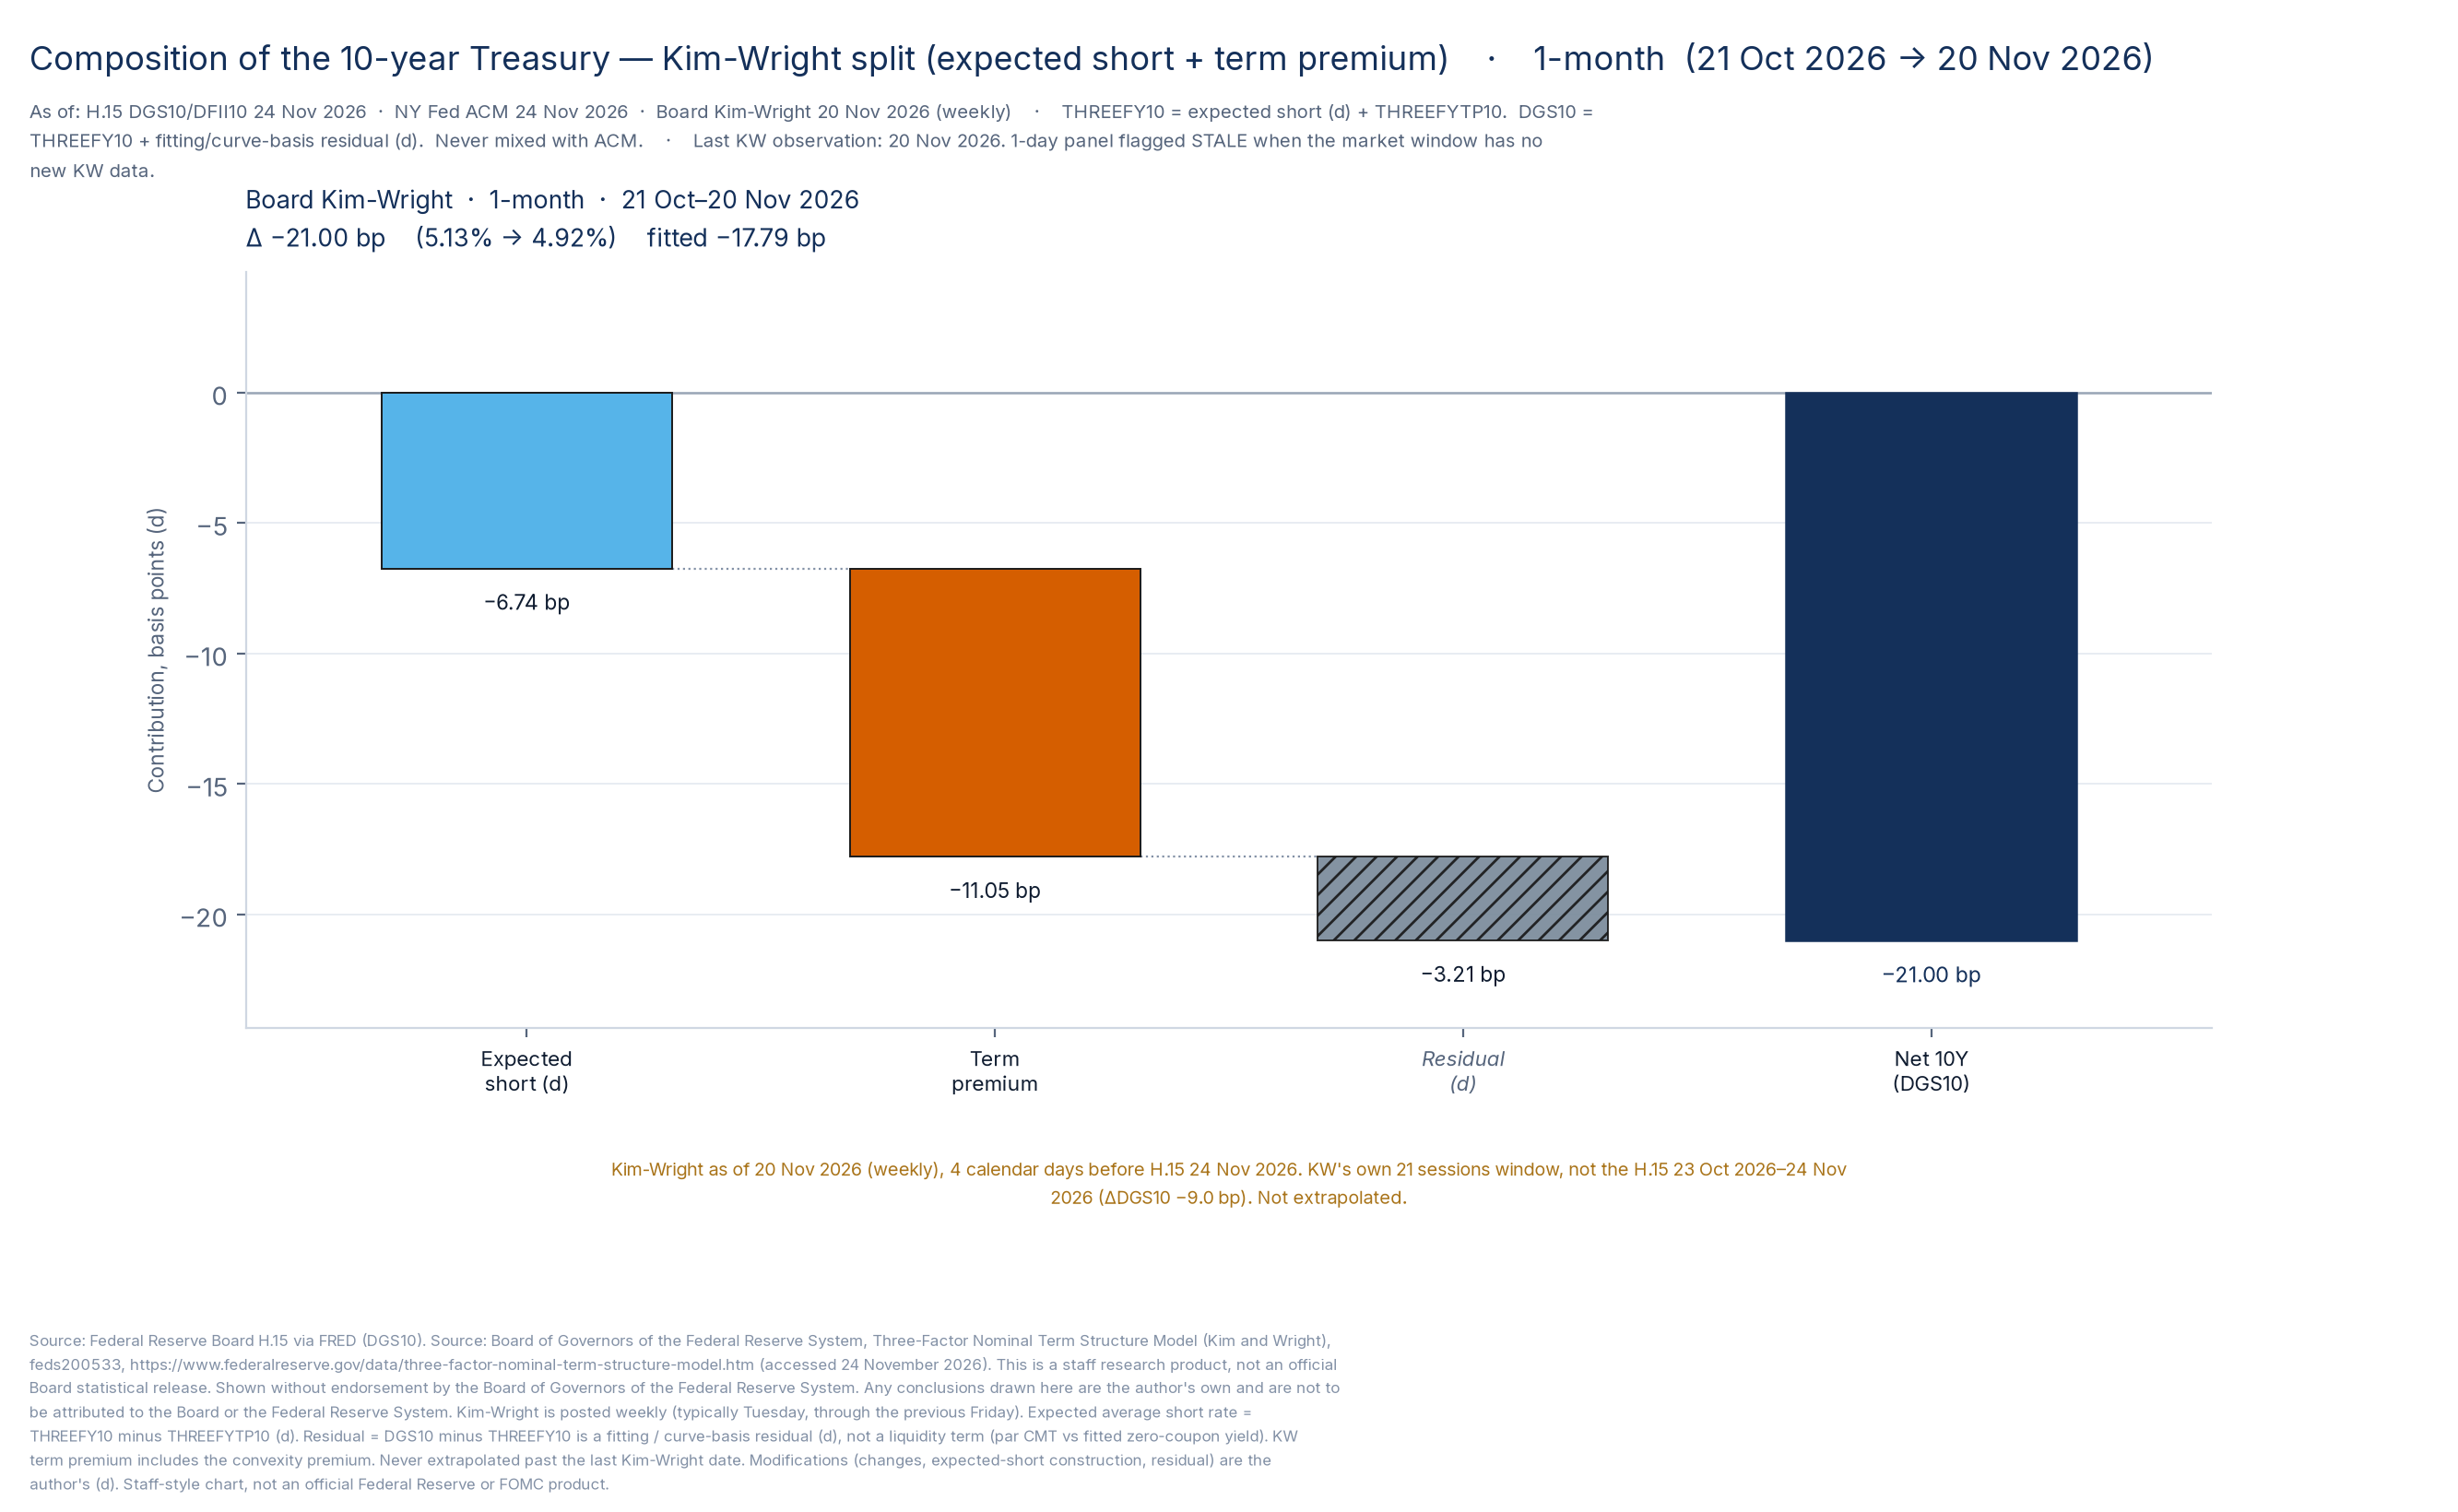 Composition of the 10-year Treasury — Kim-Wright split (expected short + term premium)   ·   1-month  (21 Oct 2026 → 20 Nov 2026)
As of: H.15 DGS10/DFII10 24 Nov 2026  ·  NY Fed ACM 24 Nov 2026  ·  Board Kim-Wright 20 Nov 2026 (weekly)   ·   THREEFY10 = expected short (d) + THREEFYTP10.  DGS10 =
THREEFY10 + fitting/curve-basis residual (d).  Never mixed with ACM.   ·   Last KW observation: 20 Nov 2026. 1-day panel flagged STALE when the market window has no
new KW data.
Board Kim-Wright  ·  1-month  ·  21 Oct–20 Nov 2026
Δ −21.00 bp   (5.13% → 4.92%)   fitted −17.79 bp
Contribution, basis points (d)
0
−5
−10
−15
−20
−6.74 bp
−11.05 bp
−3.21 bp
−21.00 bp
Expected
short (d)
Term
premium
Residual
(d)
Net 10Y
(DGS10)
Kim-Wright as of 20 Nov 2026 (weekly), 4 calendar days before H.15 24 Nov 2026. KW's own 21 sessions window, not the H.15 23 Oct 2026–24 Nov
2026 (ΔDGS10 −9.0 bp). Not extrapolated.
Source: Federal Reserve Board H.15 via FRED (DGS10). Source: Board of Governors of the Federal Reserve System, Three-Factor Nominal Term Structure Model (Kim and Wright),
feds200533, https://www.federalreserve.gov/data/three-factor-nominal-term-structure-model.htm (accessed 24 November 2026). This is a staff research product, not an official
Board statistical release. Shown without endorsement by the Board of Governors of the Federal Reserve System. Any conclusions drawn here are the author's own and are not to
be attributed to the Board or the Federal Reserve System. Kim-Wright is posted weekly (typically Tuesday, through the previous Friday). Expected average short rate =
THREEFY10 minus THREEFYTP10 (d). Residual = DGS10 minus THREEFY10 is a fitting / curve-basis residual (d), not a liquidity term (par CMT vs fitted zero-coupon yield). KW
term premium includes the convexity premium. Never extrapolated past the last Kim-Wright date. Modifications (changes, expected-short construction, residual) are the
author's (d). Staff-style chart, not an official Federal Reserve or FOMC product.